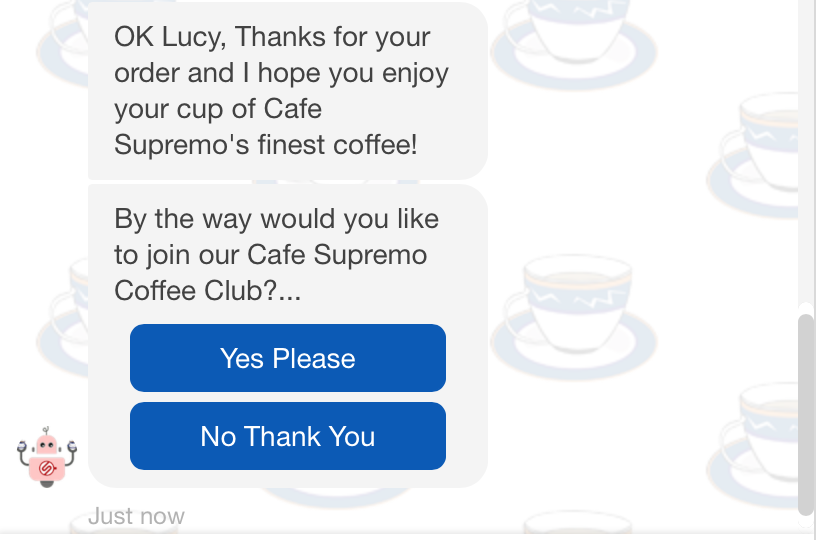 OK Lucy, Thanks for your
order and I hope you enjoy
your cup of Cafe
Supremo's finest coffee!
By the way would you like
to join our Cafe Supremo
Coffee Club?...
Yes Please
No Thank You
Just now